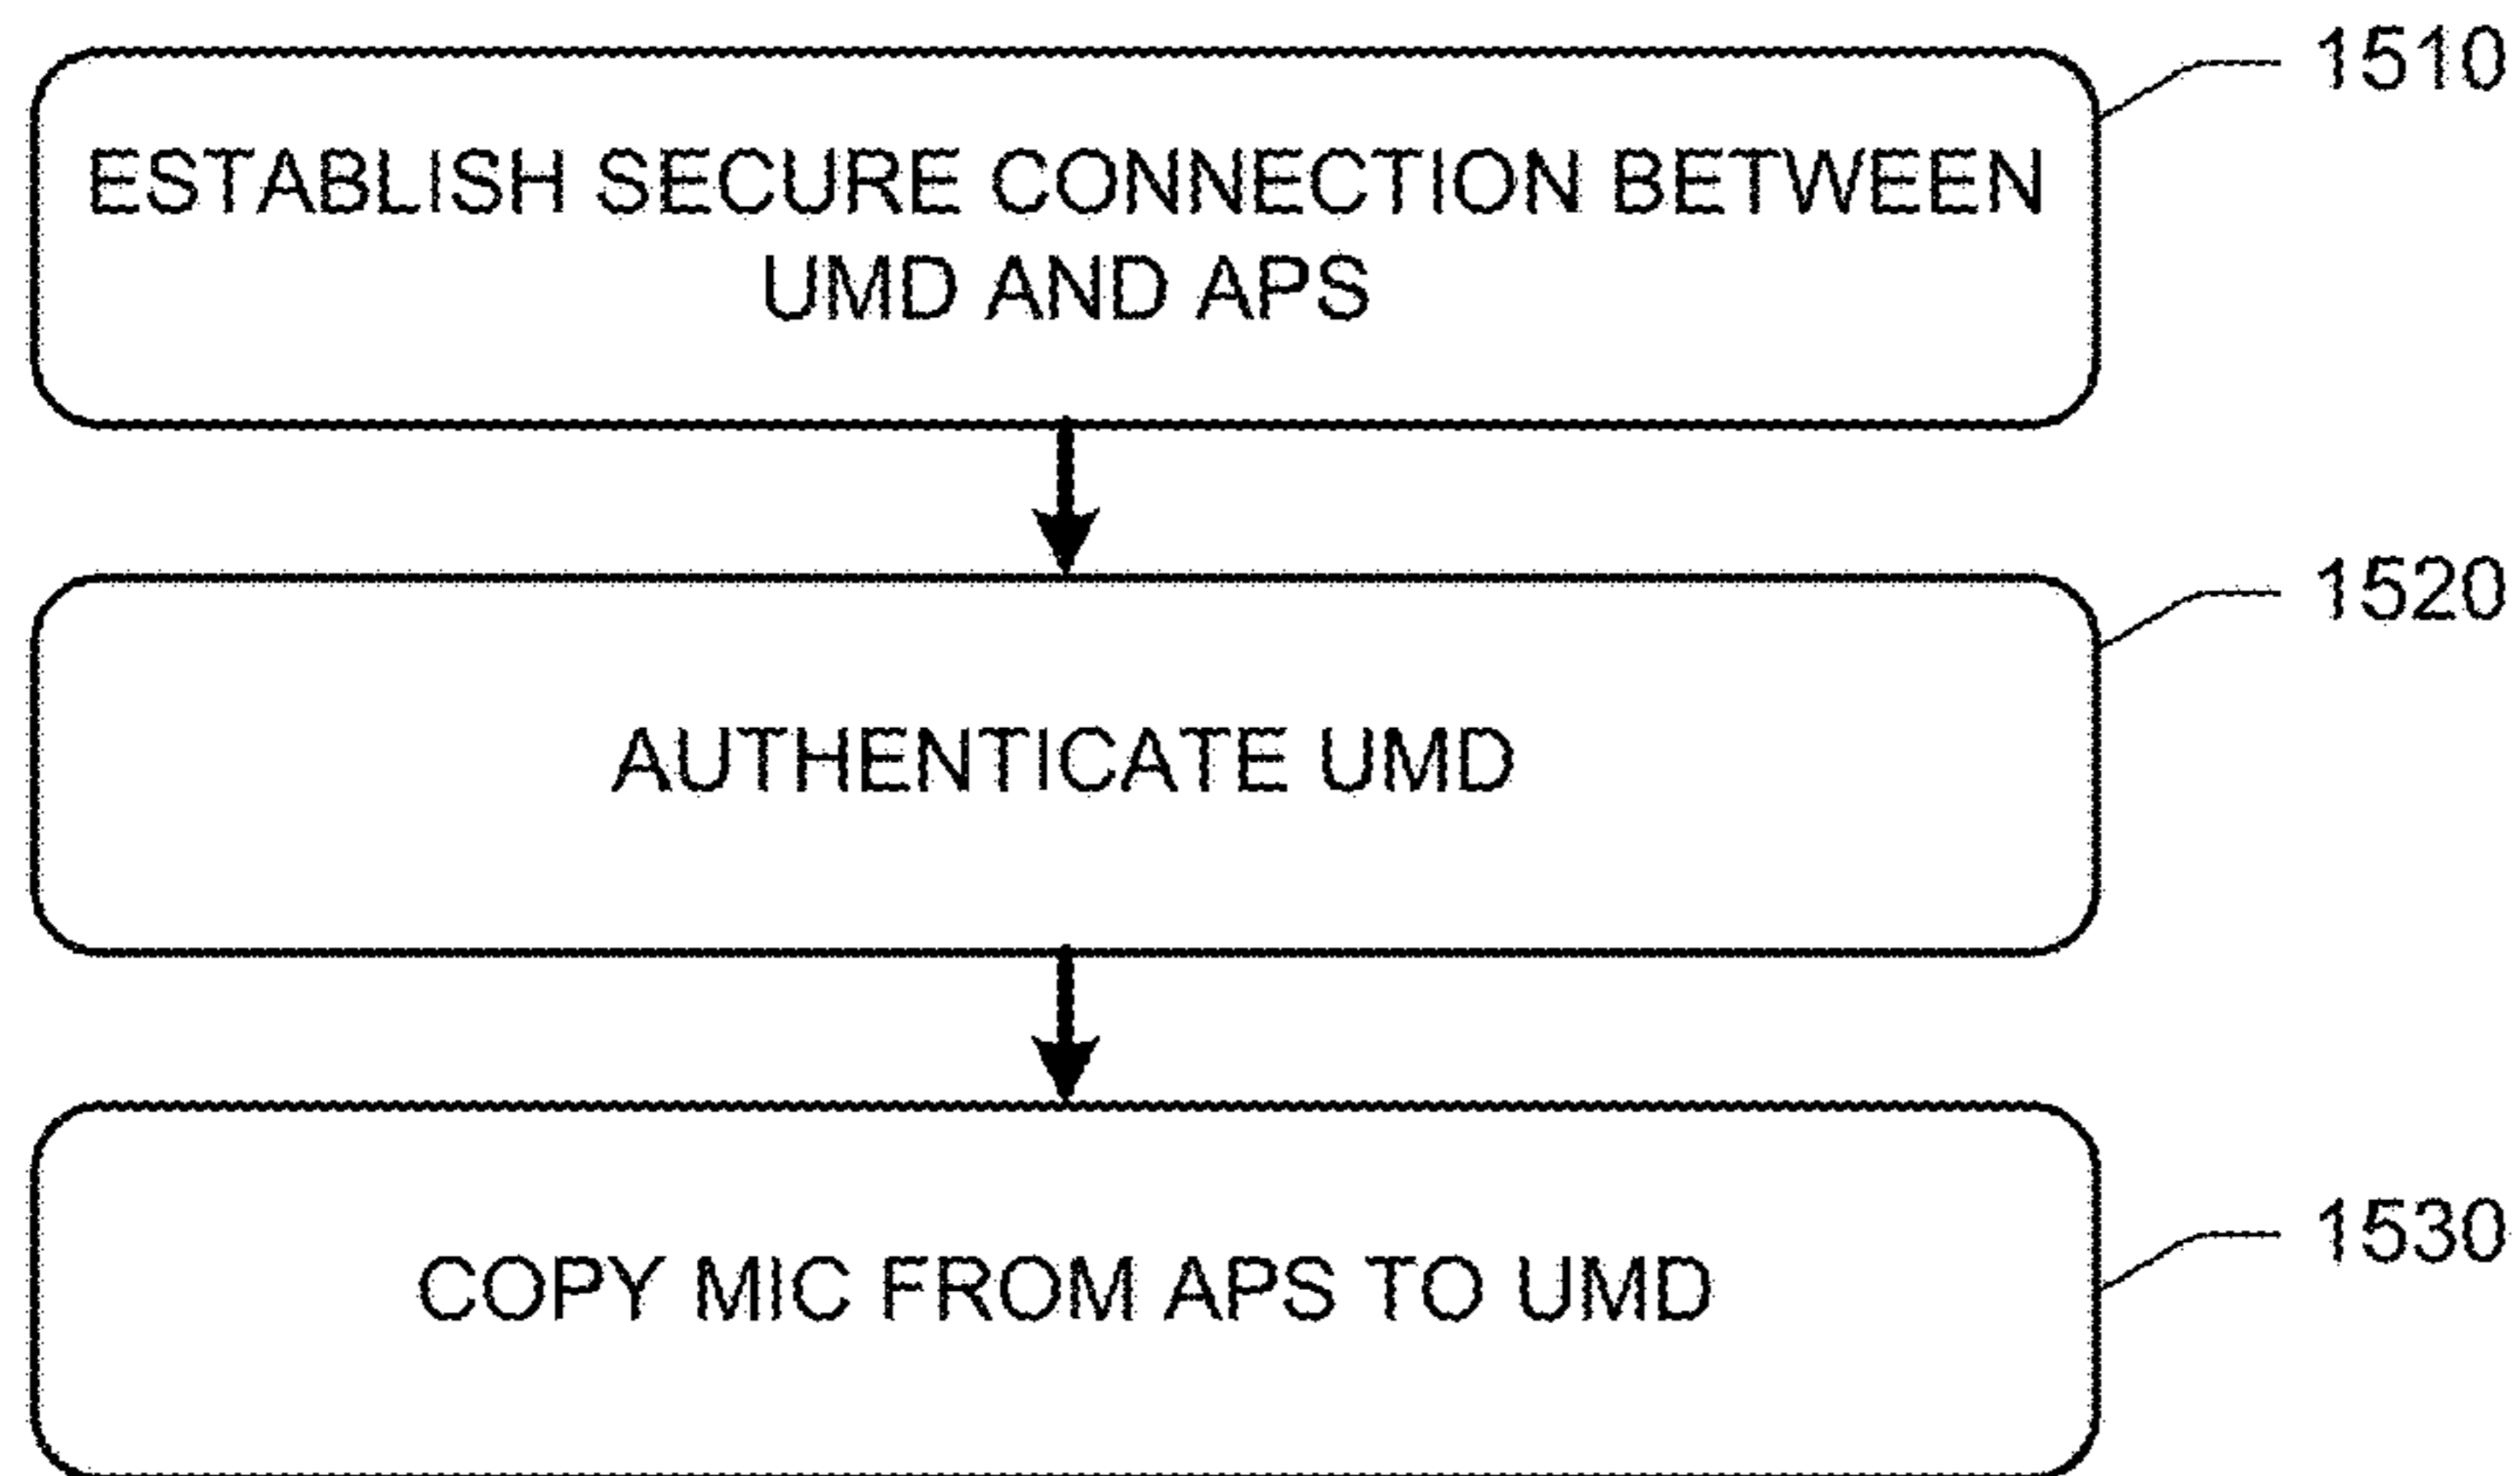 1510
ESTABLISH SECURE CONNECTION BETWEEN
UMD AND APS
1520
AUTHENTICATE UMD
1530
COPY MIC FROM APS TO UMD